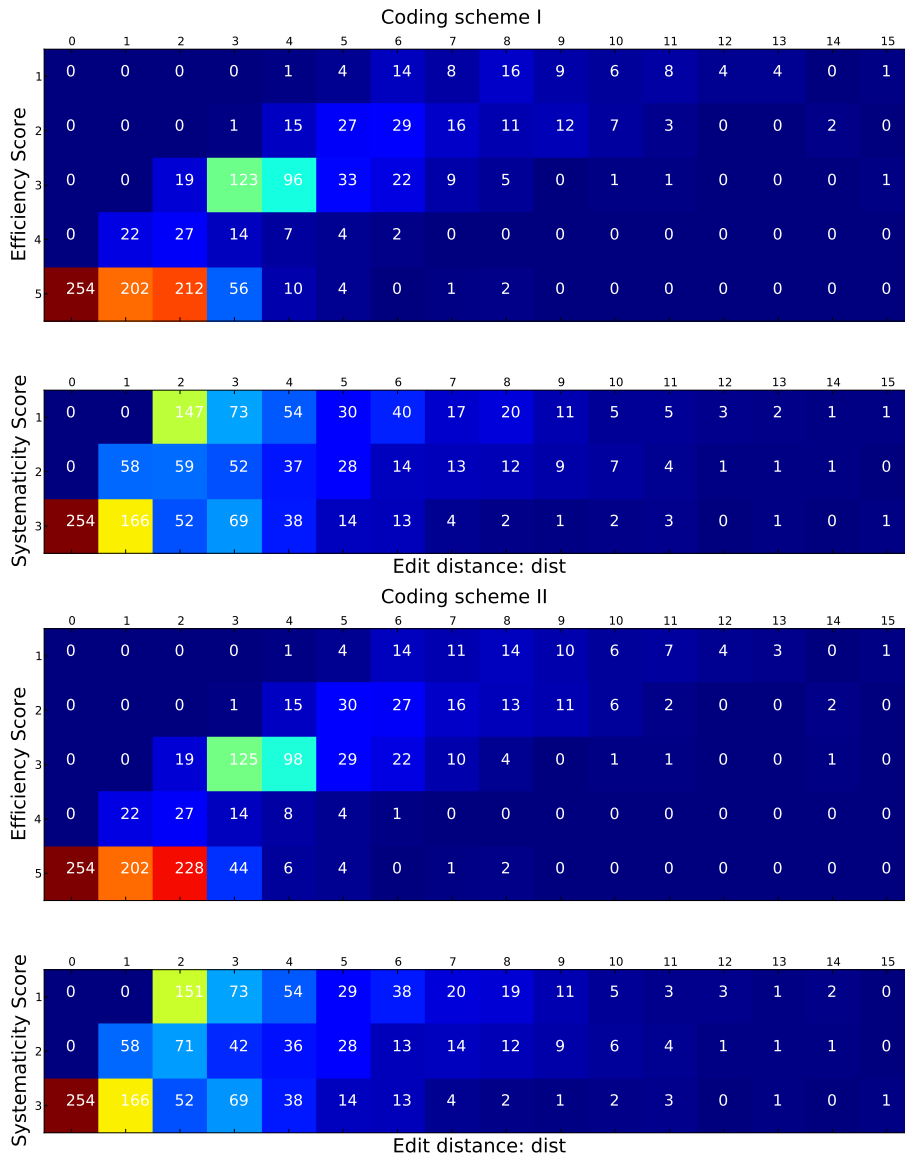 Coding scheme I
0 1 2 3 4 5 6 7 8 9 10 11 12 13 14 15
Efficiency Score
1 0 0 0 0 1 4 14 8 16 9 6 8 4 4 0 1
2 0 0 0 1 15 27 29 16 11 12 7 3 0 0 2 0
3 0 0 19 123 96 33 22 9 5 0 1 1 0 0 0 1
4 0 22 27 14 7 4 2 0 0 0 0 0 0 0 0 0
5 254 202 212 56 10 4 0 1 2 0 0 0 0 0 0 0
0 1 2 3 4 5 6 7 8 9 10 11 12 13 14 15
Systematicity Score
1 0 0 147 73 54 30 40 17 20 11 5 5 3 2 1 1
2 0 58 59 52 37 28 14 13 12 9 7 4 1 1 1 0
3 254 166 52 69 38 14 13 4 2 1 2 3 0 1 0 1
Edit distance: dist
Coding scheme II
0 1 2 3 4 5 6 7 8 9 10 11 12 13 14 15
Efficiency Score
1 0 0 0 0 1 4 14 11 14 10 6 7 4 3 0 1
2 0 0 0 1 15 30 27 16 13 11 6 2 0 0 2 0
3 0 0 19 125 98 29 22 10 4 0 1 1 0 0 1 0
4 0 22 27 14 8 4 1 0 0 0 0 0 0 0 0 0
5 254 202 228 44 6 4 0 1 2 0 0 0 0 0 0 0
0 1 2 3 4 5 6 7 8 9 10 11 12 13 14 15
Systematicity Score
1 0 0 151 73 54 29 38 20 19 11 5 3 3 1 2 0
2 0 58 71 42 36 28 13 14 12 9 6 4 1 1 1 0
3 254 166 52 69 38 14 13 4 2 1 2 3 0 1 0 1
Edit distance: dist